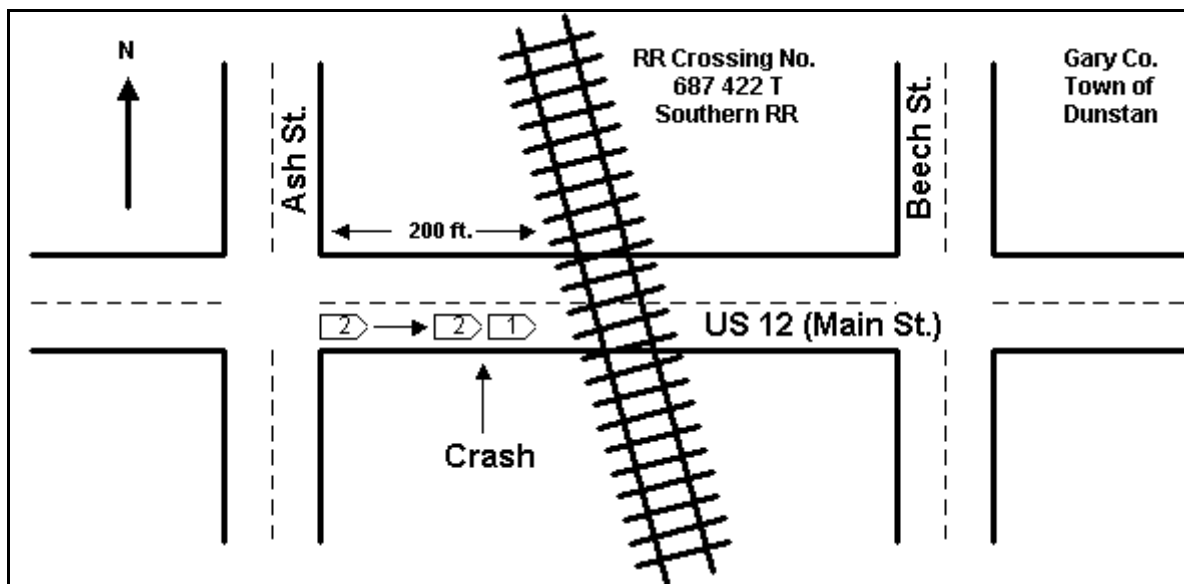 N
RR Crossing No.
687 422 T
Southern RR
Gary Co.
Town of
Dunstan
Ash St.
Beech St.
200 ft.
2 2 1
US 12 (Main St.)
Crash